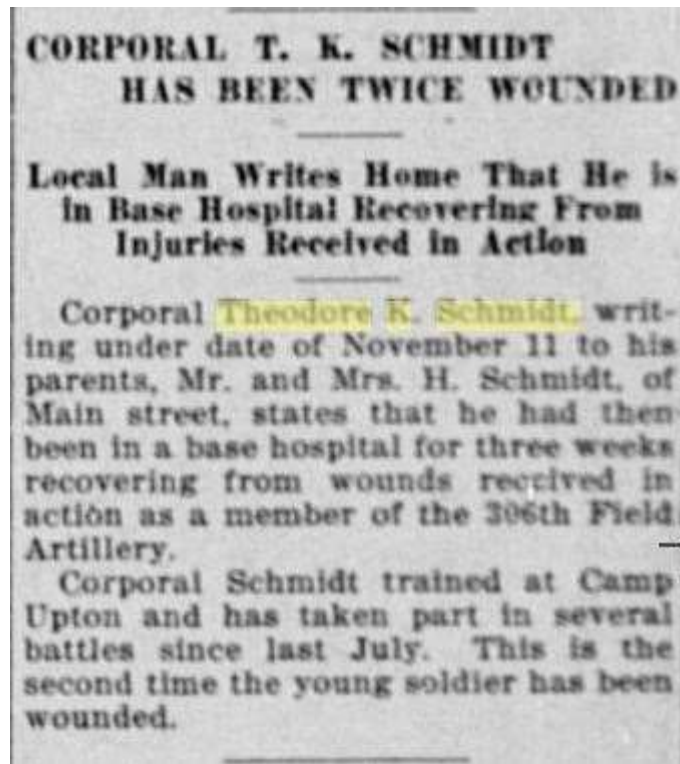 CORPORAL T. K. SCHMIDT
HAS BEEN TWICE WOUNDED
Local Man Writes Home That He is
in Base Hospital Recovering From
Injuries Received in Action
Corporal Theodore K. Schmidt, writ-
ing under date of November 11 to his
parents, Mr. and Mrs. H. Schmidt, of
Main street, states that he had then
been in a base hospital for three weeks
recovering from wounds received in
action as a member of the 306th Field
Artillery.
Corporal Schmidt trained at Camp
Upton and has taken part in several
battles since last July. This is the
second time the young soldier has been
wounded.